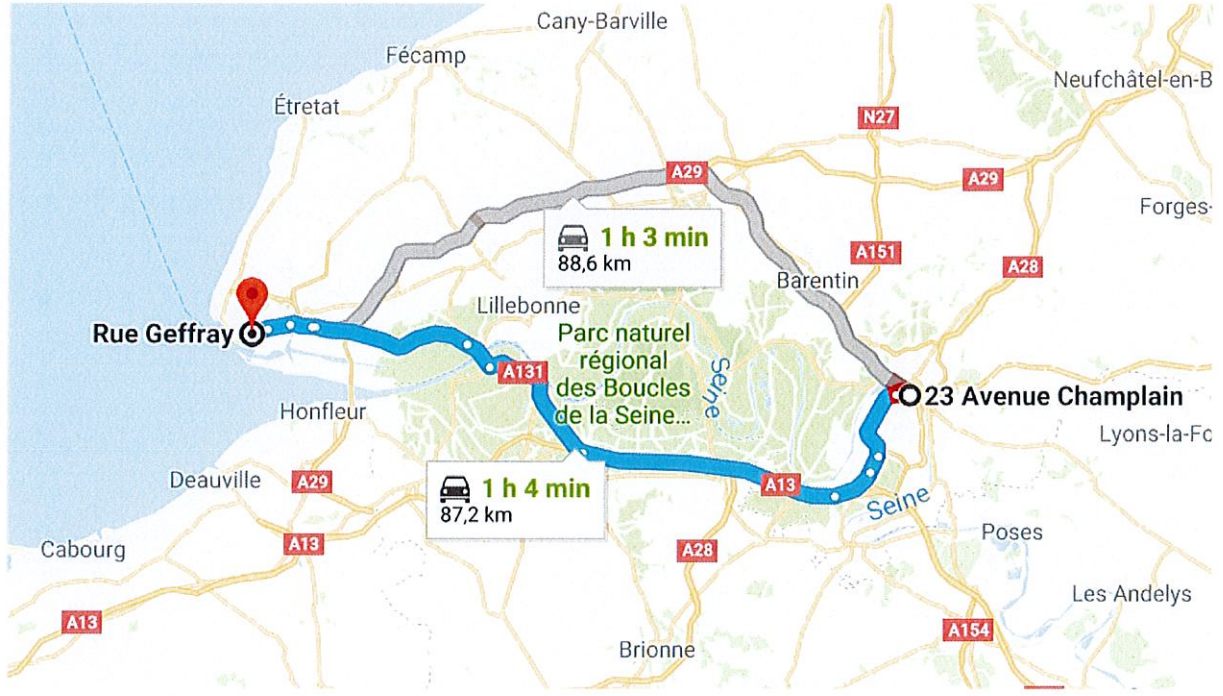 Cany-Barville
Fécamp
Neufchâtel-en-B
Étretat
N27
A29
A29
Forges-
1 h 3 min
88,6 km
A151
A28
Barentin
Lillebonne
Rue Geffray
Parc naturel
régional
des Boucles
de la Seine...
Seine
A131
23 Avenue Champlain
Honfleur
Lyons-la-Fo
Deauville
A29
1 h 4 min
87,2 km
A13
Seine
Poses
Cabourg
A13
A28
Les Andelys
A13
A154
Brionne